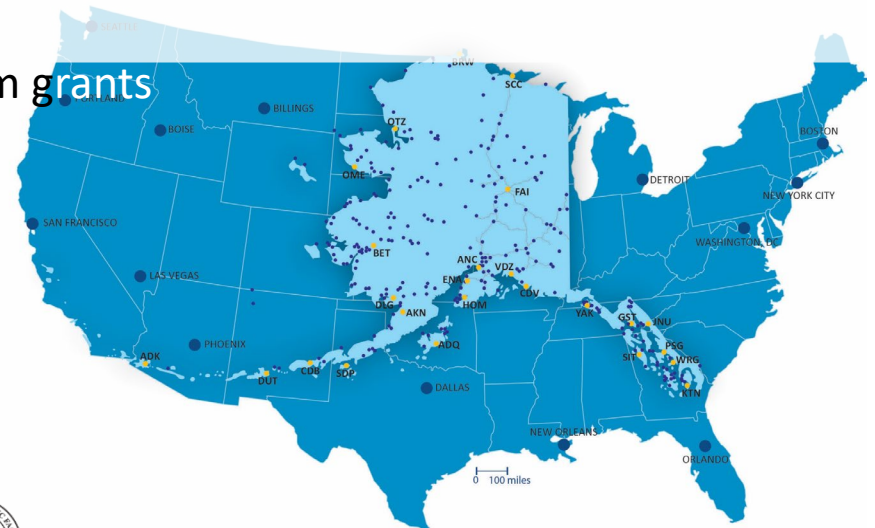 n grants
SEATTLE
BRW
SCC
PORTLAND
BILLINGS
OTZ
BOISE
BOSTON
OME
DETROIT
FAI
NEW YORK CITY
SAN FRANCISCO
WASHINGTON, DC
BET
ANC
VDZ
LAS VEGAS
ENA
CDV
DLG
HOM
AKN
YAK
GST
JNU
PHOENIX
ADQ
SIT
PSG
ADK
WRG
CDB
SDP
DUT
KTN
DALLAS
NEW ORLEANS
ORLANDO
0 100 miles